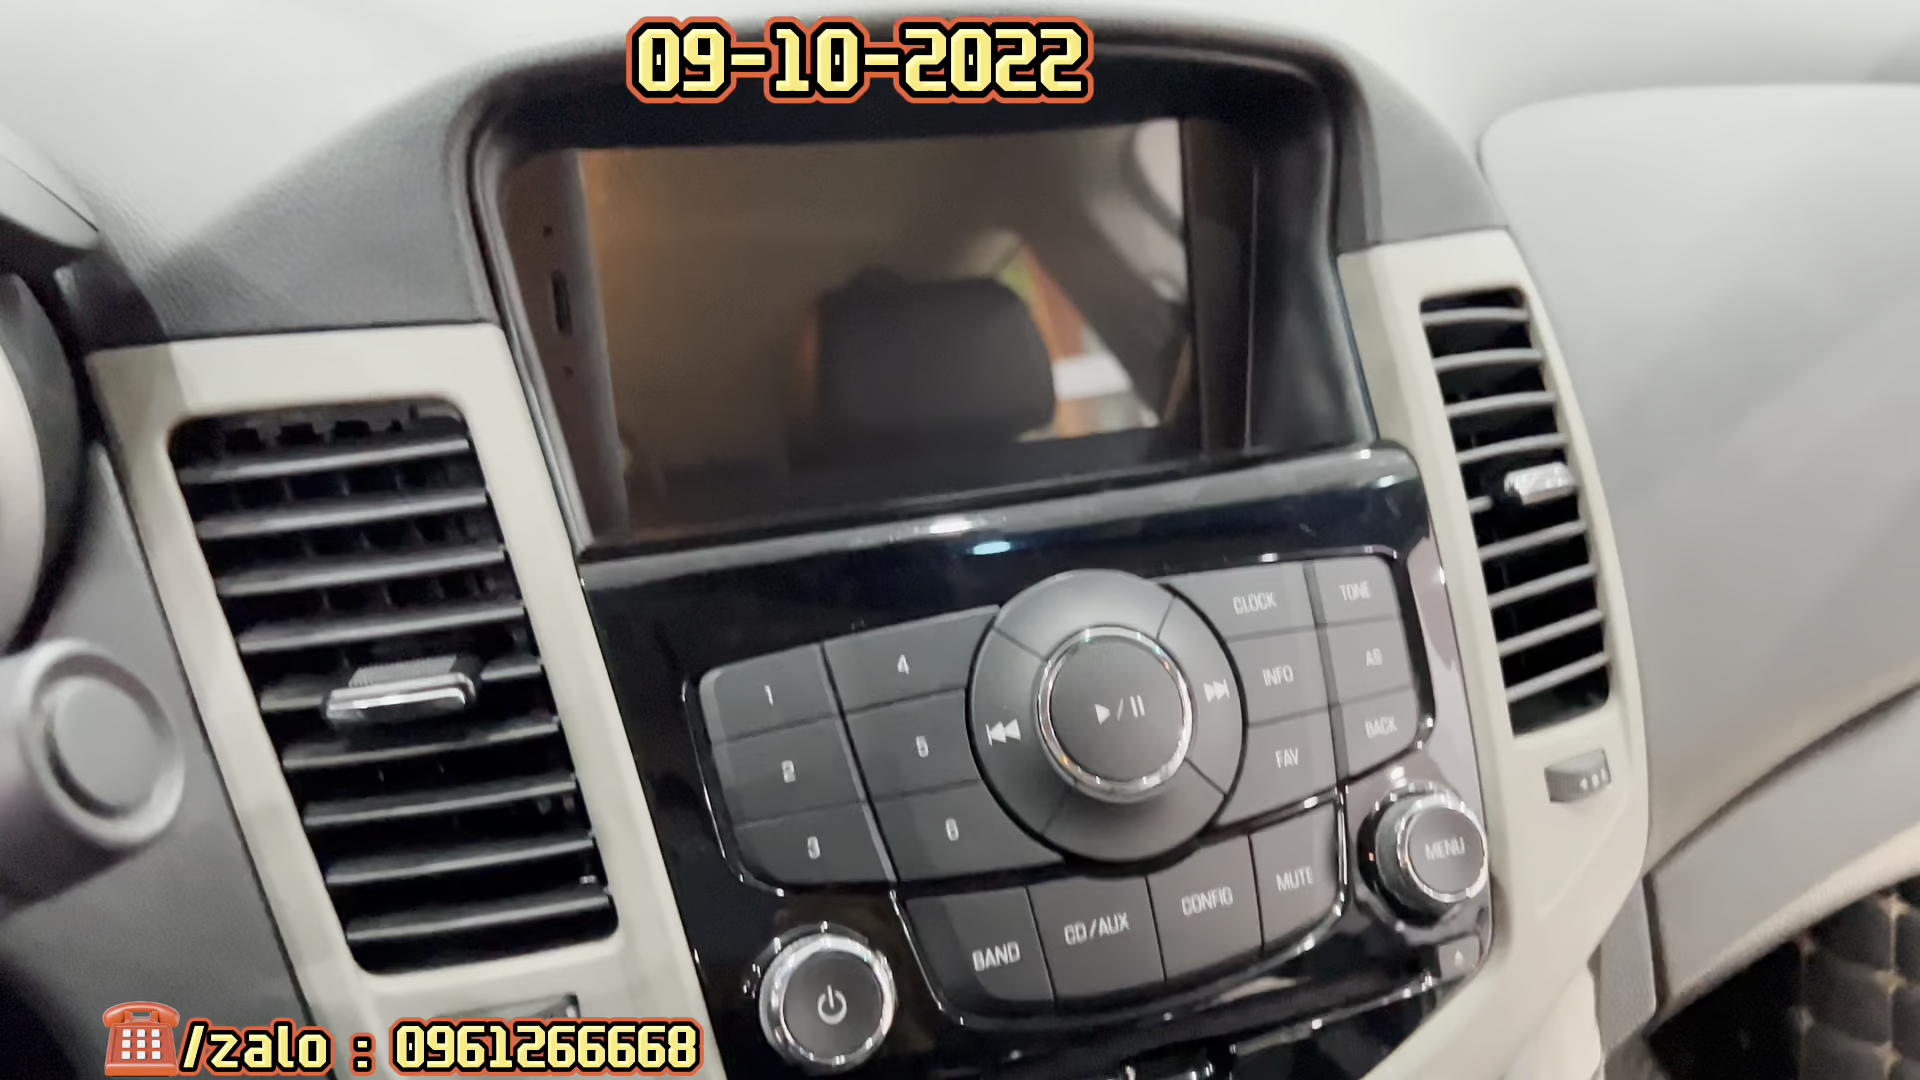 09-10-2022
CLOCK
TONE
1
4
INFO
AS
2
5
▶/II
FAV
BACK
3
6
MENU
BAND
CD/AUX
CONFIG
MUTE
/zalo : 0961266668